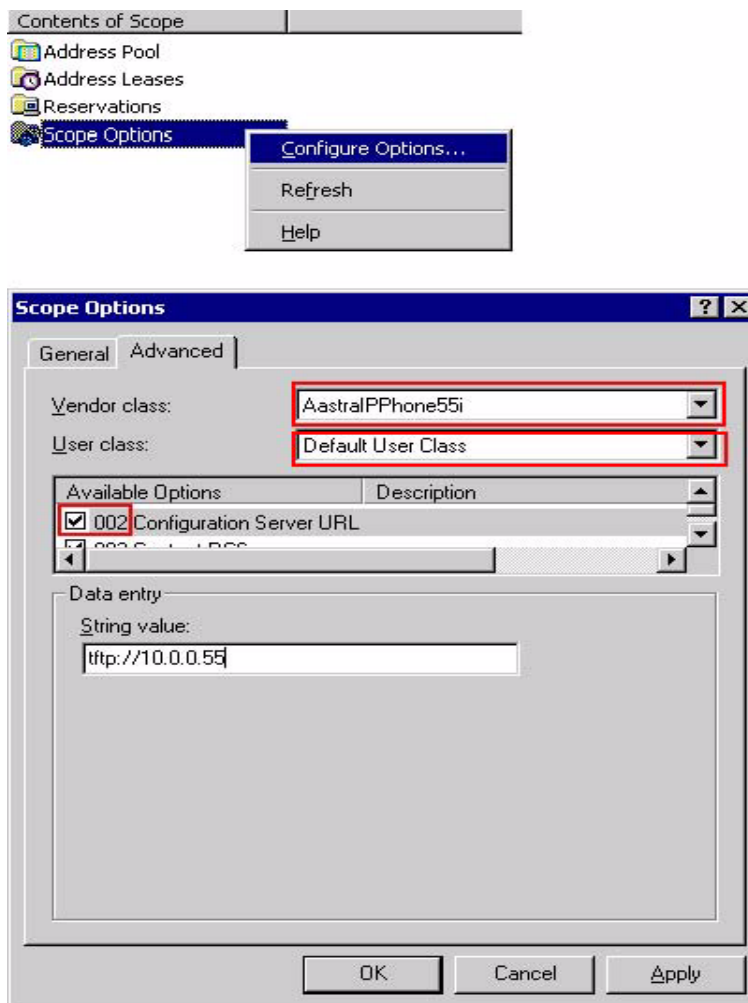 Contents of Scope
Address Pool
Address Leases
Reservations
Scope Options
Configure Options...
Refresh
Help
Scope Options
General Advanced
Vendor class: AastraIPPhone55i
User class: Default User Class
Available Options Description
002 Configuration Server URL
Data entry
String value:
tftp://10.0.0.55
OK Cancel Apply